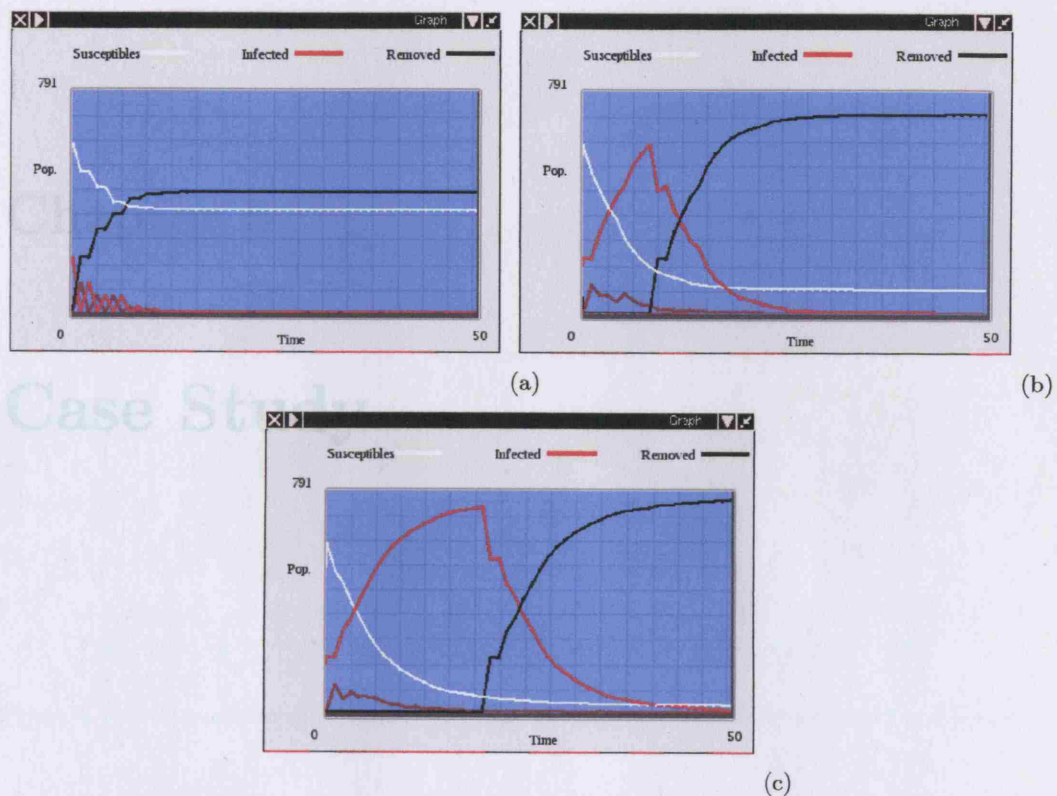 Graph
Susceptibles Infected Removed
791
Pop.
0 Time 50
(a)
Graph
Susceptibles Infected Removed
791
Pop.
0 Time 50
(b)
Case Study
Graph
Susceptibles Infected Removed
791
Pop.
0 Time 50
(c)